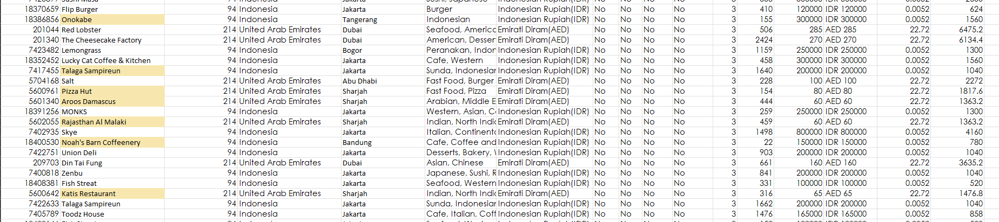 18370659 Flip Burger 94 Indonesia Jakarta Burger Indonesian Rupiah(IDR) No No No No 3 410 120000 IDR 120000 0.0052 624
18386856 Onokabe 94 Indonesia Tangerang Indonesian Indonesian Rupiah(IDR) No No No No 3 155 300000 IDR 300000 0.0052 1560
201044 Red Lobster 214 United Arab Emirates Dubai Seafood, Americ Emirati Diram(AED) No No No No 3 506 285 AED 285 22.72 6475.2
201340 The Cheesecake Factory 214 United Arab Emirates Dubai American, Desser Emirati Diram(AED) No No No No 3 2424 270 AED 270 22.72 6134.4
7423482 Lemongrass 94 Indonesia Bogor Peranakan, Indor Indonesian Rupiah(IDR) No No No No 3 1159 250000 IDR 250000 0.0052 1300
18352452 Lucky Cat Coffee & Kitchen 94 Indonesia Jakarta Cafe, Western Indonesian Rupiah(IDR) No No No No 3 458 300000 IDR 300000 0.0052 1560
7417455 Talaga Sampireun 94 Indonesia Jakarta Sunda, Indonesiar Indonesian Rupiah(IDR) No No No No 3 1640 200000 IDR 200000 0.0052 1040
5704168 Salt 214 United Arab Emirates Abu Dhabi Fast Food, Burger Emirati Diram(AED) No No No No 3 228 100 AED 100 22.72 2272
5600961 Pizza Hut 214 United Arab Emirates Sharjah Fast Food, Pizza Emirati Diram(AED) No No No No 3 154 80 AED 80 22.72 1817.6
5601340 Aroos Damascus 214 United Arab Emirates Sharjah Arabian, Middle E Emirati Diram(AED) No No No No 3 444 60 AED 60 22.72 1363.2
18391256 MONKS 94 Indonesia Jakarta Western, Asian, C Indonesian Rupiah(IDR) No No No No 3 259 250000 IDR 250000 0.0052 1300
5602055 Rajasthan Al Malaki 214 United Arab Emirates Sharjah Indian, North Indi Emirati Diram(AED) No No No No 3 459 60 AED 60 22.72 1363.2
7402935 Skye 94 Indonesia Jakarta Italian, Continent Indonesian Rupiah(IDR) No No No No 3 1498 800000 IDR 800000 0.0052 4160
18400530 Noah's Barn Coffeenery 94 Indonesia Bandung Cafe, Coffee and Indonesian Rupiah(IDR) No No No No 3 22 150000 IDR 150000 0.0052 780
7422751 Union Deli 94 Indonesia Jakarta Desserts, Bakery, Indonesian Rupiah(IDR) No No No No 3 903 200000 IDR 200000 0.0052 1040
209703 Din Tai Fung 214 United Arab Emirates Dubai Asian, Chinese Emirati Diram(AED) No No No No 3 661 160 AED 160 22.72 3635.2
7400818 Zenbu 94 Indonesia Jakarta Japanese, Sushi, R Indonesian Rupiah(IDR) No No No No 3 841 200000 IDR 200000 0.0052 1040
18408381 Fish Streat 94 Indonesia Jakarta Seafood, Western Indonesian Rupiah(IDR) No No No No 3 331 100000 IDR 100000 0.0052 520
5600642 Katis Restaurant 214 United Arab Emirates Sharjah Indian, North Indi Emirati Diram(AED) No No No No 3 316 65 AED 65 22.72 1476.8
7422633 Talaga Sampireun 94 Indonesia Jakarta Sunda, Indonesiar Indonesian Rupiah(IDR) No No No No 3 1662 200000 IDR 200000 0.0052 1040
7405789 Toodz House 94 Indonesia Jakarta Cafe, Italian, Coff Indonesian Rupiah(IDR) No No No No 3 1476 165000 IDR 165000 0.0052 858